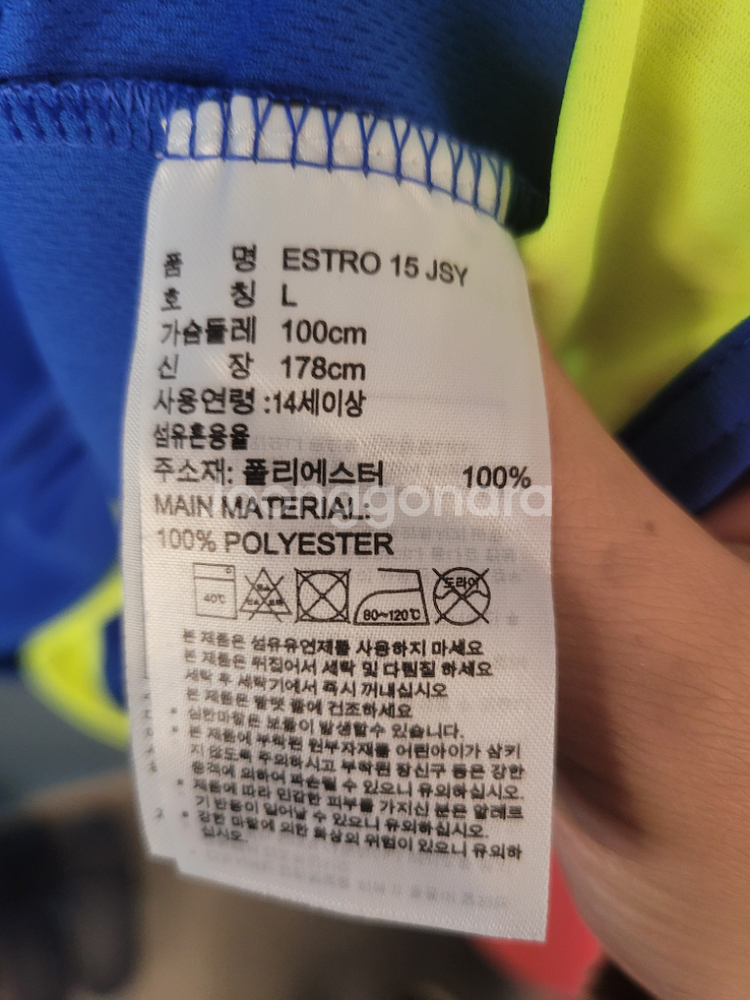 품 명 ESTRO 15 JSY
호 칭 L
가슴둘레 100cm
신 장 178cm
사용연령 :14세이상
섬유혼용율
주소재: 폴리에스터 100%
MAIN MATERIAL:
100% POLYESTER
40℃ 80~120℃ 드라이
본 제품은 섬유유연제를 사용하지 마세요
본 제품은 뒤집어서 세탁 및 다림질 하세요
세탁 후 세탁기에서 즉시 꺼내십시오
본 제품은 말렛 뜰에 건조하세요
* 심한마찰은 보풀이 발생할수 있습니다.
* 본 제품에 부착된 원부자재를 어린아이가 삼키
지 않도록 주의하시고 부착된 장신구 등은 강한
충격에 의하여 파손될 수 있으니 유의하십시오.
* 제품에 따라 민감한 피부를 가지신 분은 알레르
기 반응이 일어날 수 있으니 유의하십시오.
* 강한 마찰에 의한 화상의 위험이 있으니 유의하
십시오.